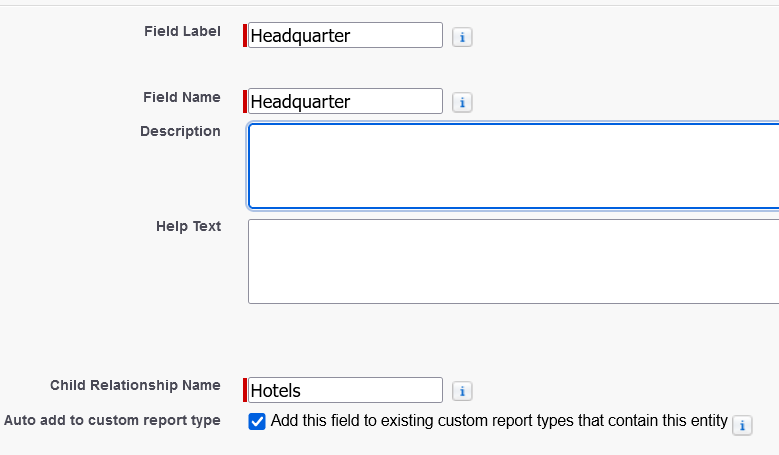 Field Label Headquarter i
Field Name Headquarter i
Description
Help Text
Child Relationship Name Hotels i
Auto add to custom report type Add this field to existing custom report types that contain this entity i